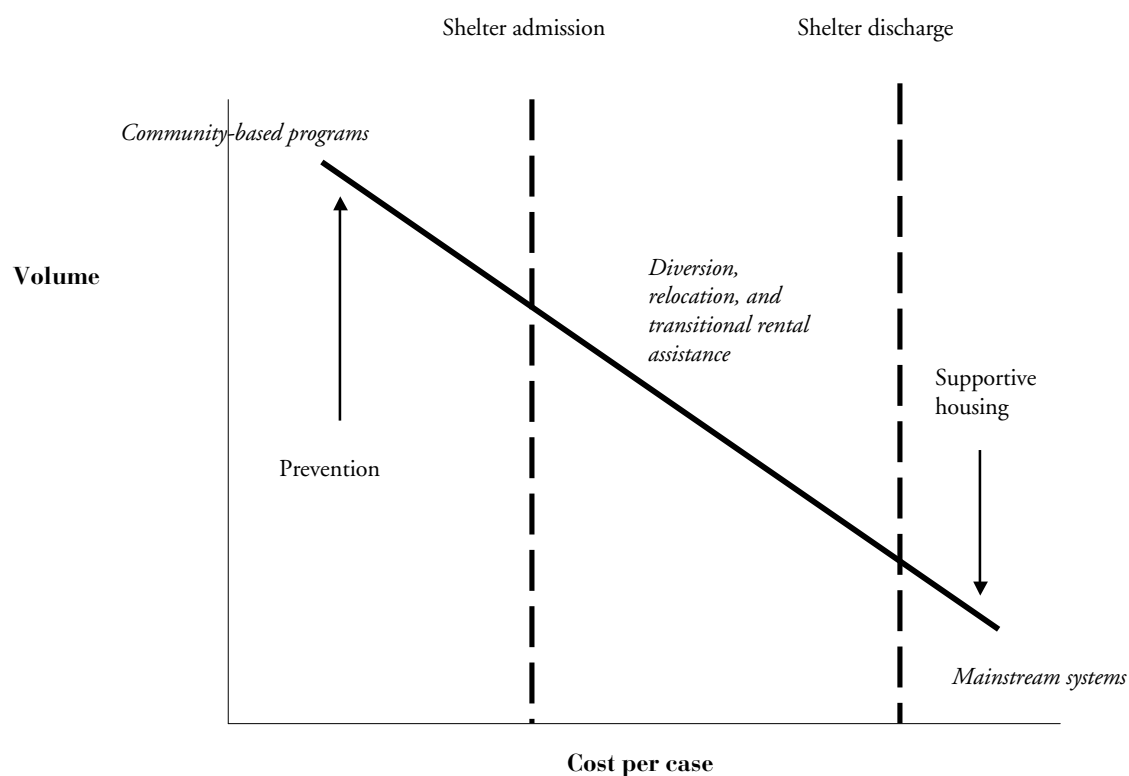 Shelter admission
Shelter discharge
Community-based programs
Volume
Diversion,
relocation, and
transitional rental
assistance
Supportive
housing
Prevention
Mainstream systems
Cost per case